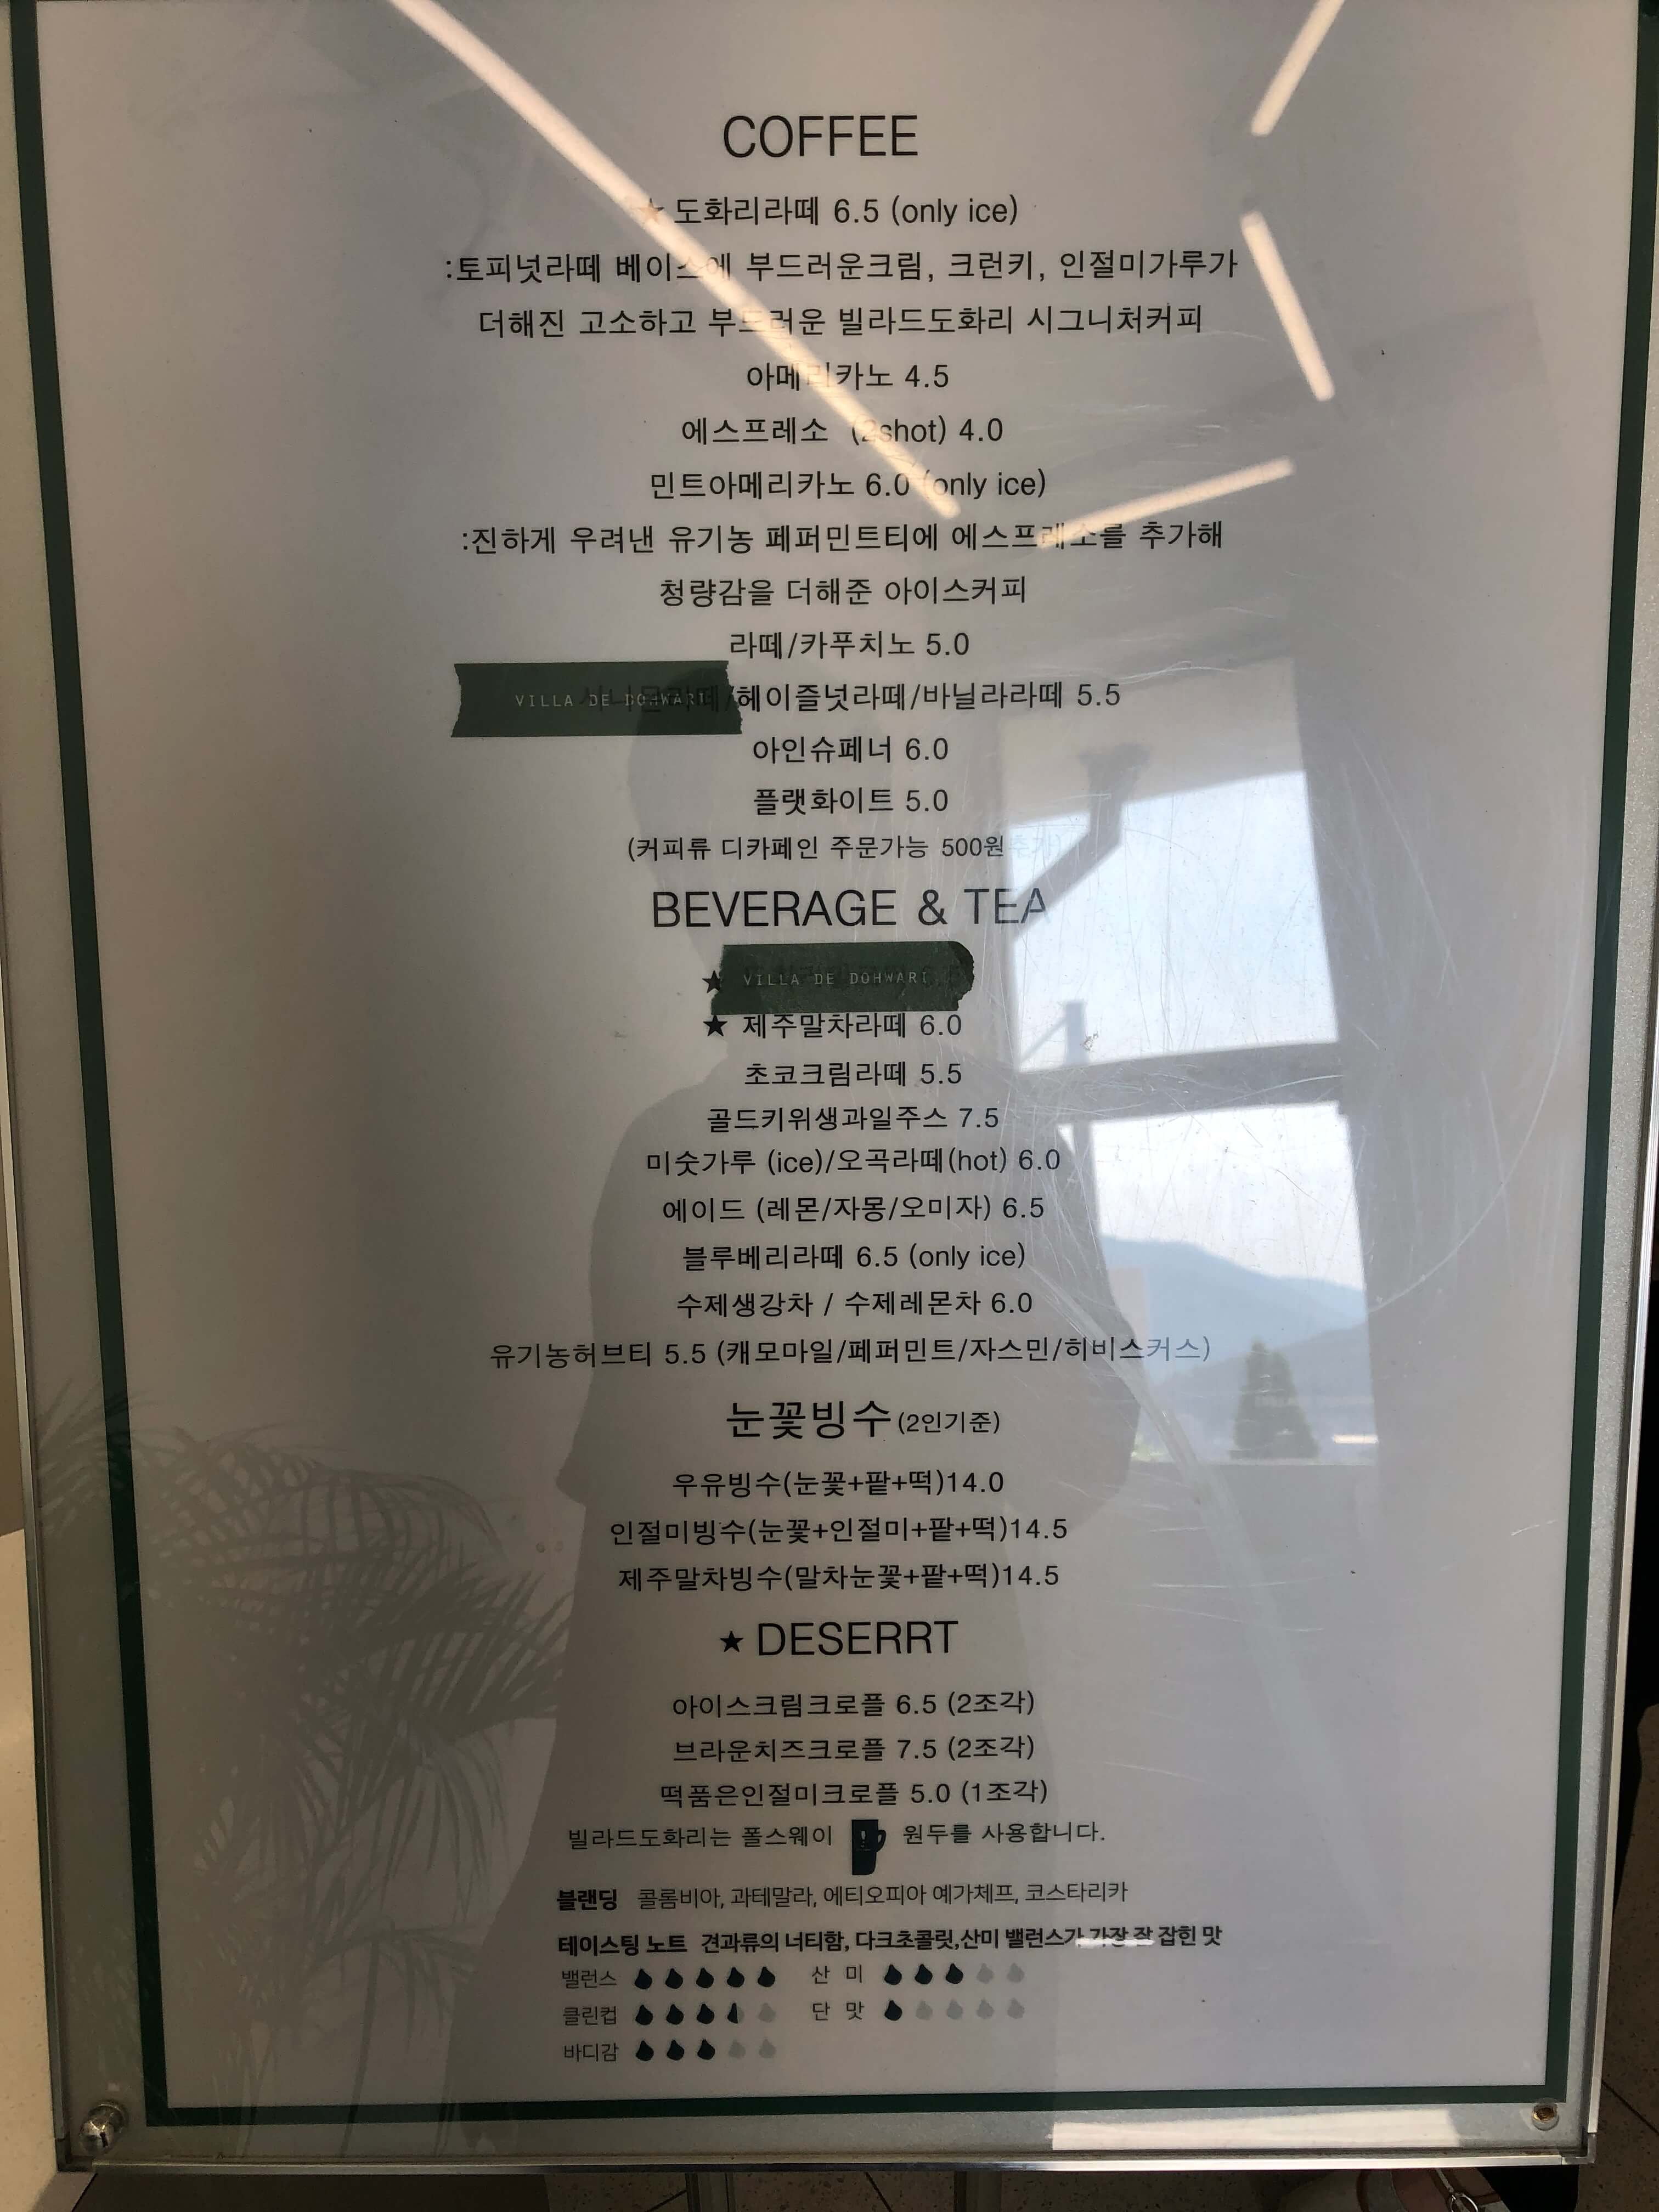 COFFEE
★ 도화리라떼 6.5 (only ice)
:토피넛라떼 베이스에 부드러운크림, 크런키, 인절미가루가
더해진 고소하고 부드러운 빌라드도화리 시그니처커피
아메리카노 4.5
에스프레소 (2shot) 4.0
민트아메리카노 6.0 (only ice)
:진하게 우려낸 유기농 페퍼민트티에 에스프레소를 추가해
청량감을 더해준 아이스커피
라떼/카푸치노 5.0
VILLA DE DOHWARI /헤이즐넛라떼/바닐라라떼 5.5
아인슈페너 6.0
플랫화이트 5.0
(커피류 디카페인 주문가능 500원추가)
BEVERAGE & TEA
★ VILLA DE DOHWARI
★ 제주말차라떼 6.0
초코크림라떼 5.5
골드키위생과일주스 7.5
미숫가루 (ice)/오곡라떼(hot) 6.0
에이드 (레몬/자몽/오미자) 6.5
블루베리라떼 6.5 (only ice)
수제생강차 / 수제레몬차 6.0
유기농허브티 5.5 (캐모마일/페퍼민트/자스민/히비스커스)
눈꽃빙수(2인기준)
우유빙수(눈꽃+팥+떡)14.0
인절미빙수(눈꽃+인절미+팥+떡)14.5
제주말차빙수(말차눈꽃+팥+떡)14.5
★ DESERRT
아이스크림크로플 6.5 (2조각)
브라운치즈크로플 7.5 (2조각)
떡품은인절미크로플 5.0 (1조각)
빌라드도화리는 폴스웨이 원두를 사용합니다.
블랜딩 콜롬비아, 과테말라, 에티오피아 예가체프, 코스타리카
테이스팅 노트 견과류의 너티함, 다크초콜릿,산미 밸런스가 가장 잘 잡힌 맛
밸런스 산 미
클린컵 단 맛
바디감